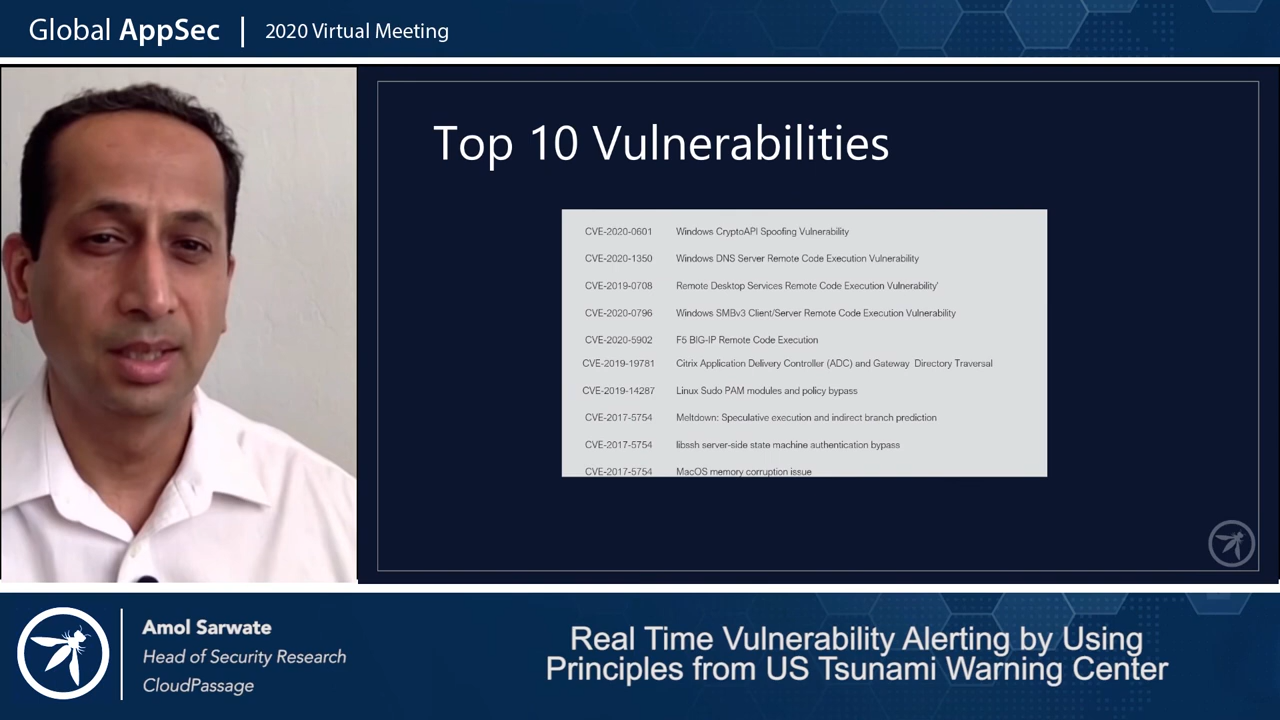 Global AppSec | 2020 Virtual Meeting
Top 10 Vulnerabilities
CVE-2020-0601 Windows CryptoAPI Spoofing Vulnerability
CVE-2020-1350 Windows DNS Server Remote Code Execution Vulnerability
CVE-2019-0708 Remote Desktop Services Remote Code Execution Vulnerability'
CVE-2020-0796 Windows SMBv3 Client/Server Remote Code Execution Vulnerability
CVE-2020-5902 F5 BIG-IP Remote Code Execution
CVE-2019-19781 Citrix Application Delivery Controller (ADC) and Gateway Directory Traversal
CVE-2019-14287 Linux Sudo PAM modules and policy bypass
CVE-2017-5754 Meltdown: Speculative execution and indirect branch prediction
CVE-2017-5754 libssh server-side state machine authentication bypass
CVE-2017-5754 MacOS memory corruption issue
Amol Sarwate
Head of Security Research
CloudPassage
Real Time Vulnerability Alerting by Using
Principles from US Tsunami Warning Center